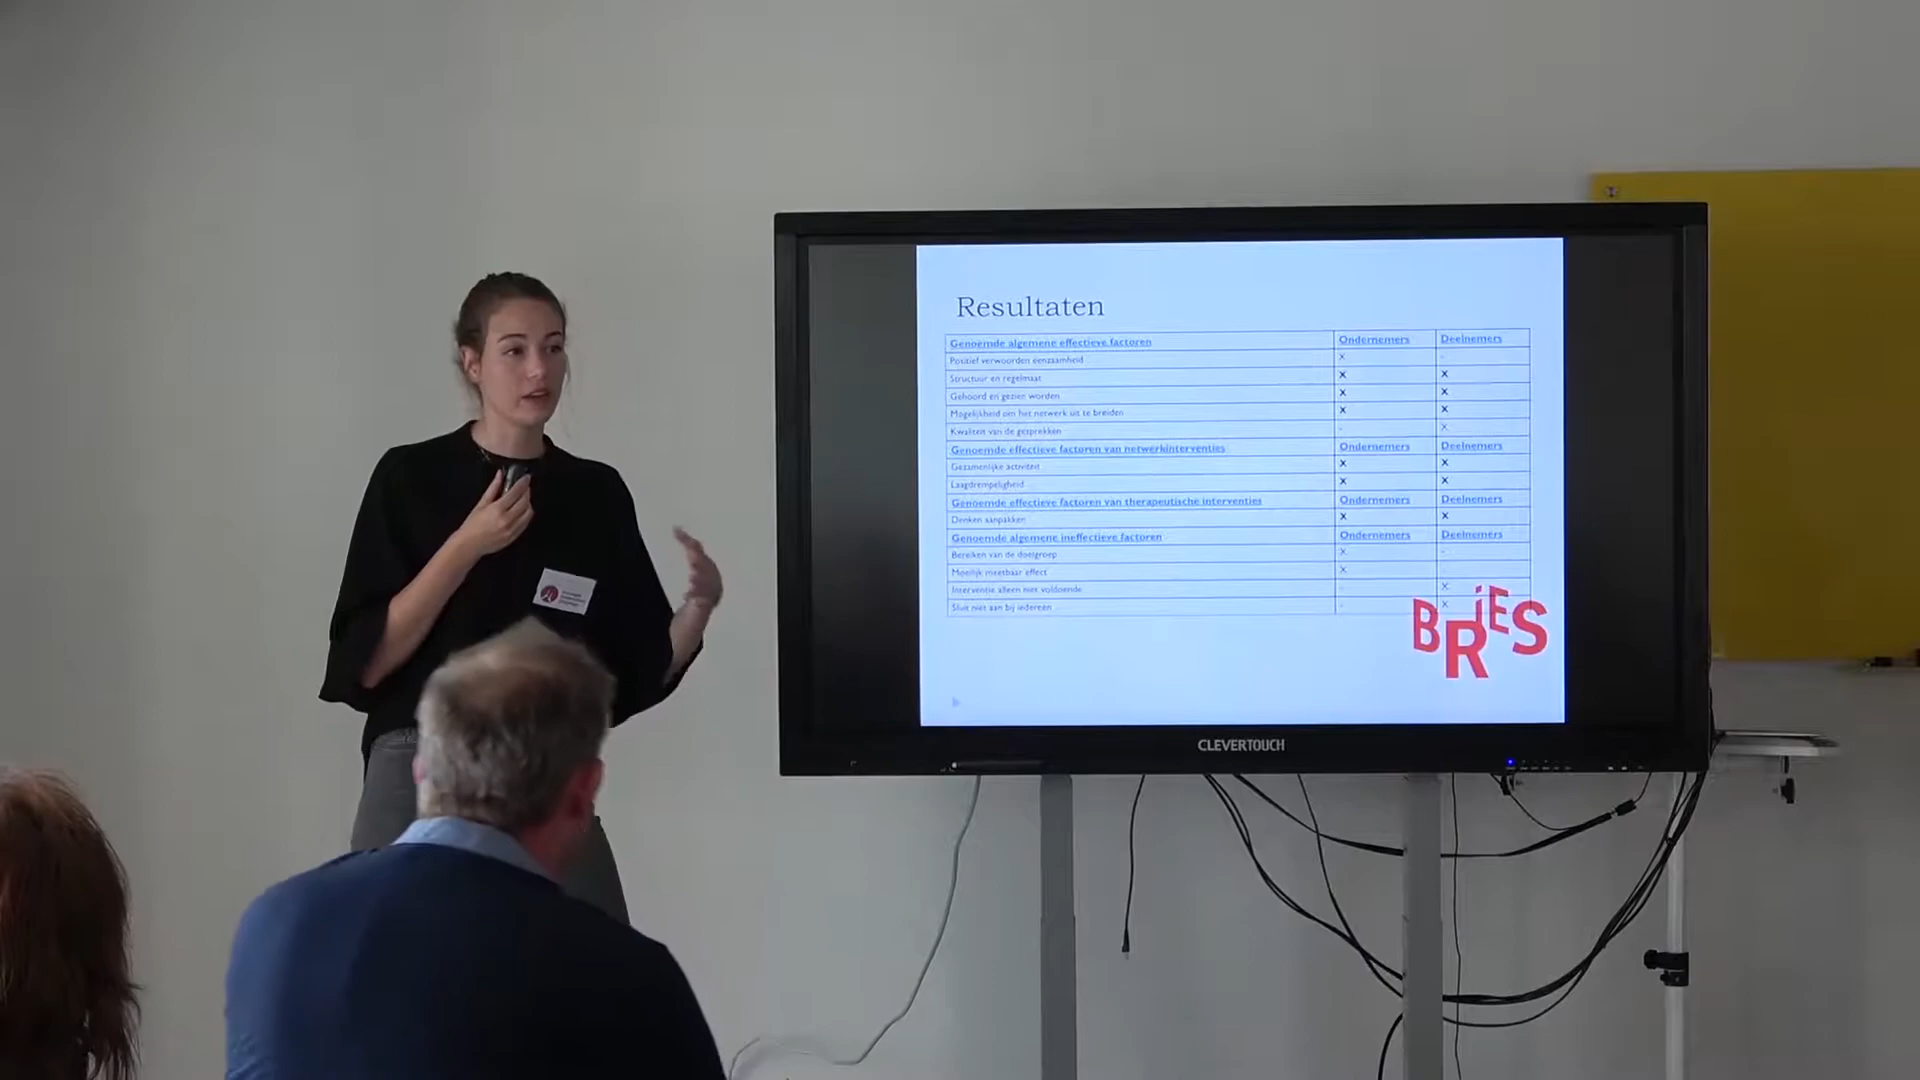 Resultaten
Genoemde algemene effectieve factoren Ondernemers Deelnemers
Positief verwoorden eenzaamheid X -
Structuur en regelmaat X X
Gehoord en gezien worden X X
Mogelijkheid om het netwerk uit te breiden X X
Kwaliteit van de gesprekken - X
Genoemde effectieve factoren van netwerkinterventies Ondernemers Deelnemers
Gezamenlijke activiteit X X
Laagdrempeligheid X X
Genoemde effectieve factoren van therapeutische interventies Ondernemers Deelnemers
Denken aanpakken X X
Genoemde algemene ineffectieve factoren Ondernemers Deelnemers
Bereiken van de doelgroep X -
Moeilijk meetbaar effect X
Interventie alleen niet voldoende X
Sluit niet aan bij iedereen - X
BRiES
CLEVERTOUCH